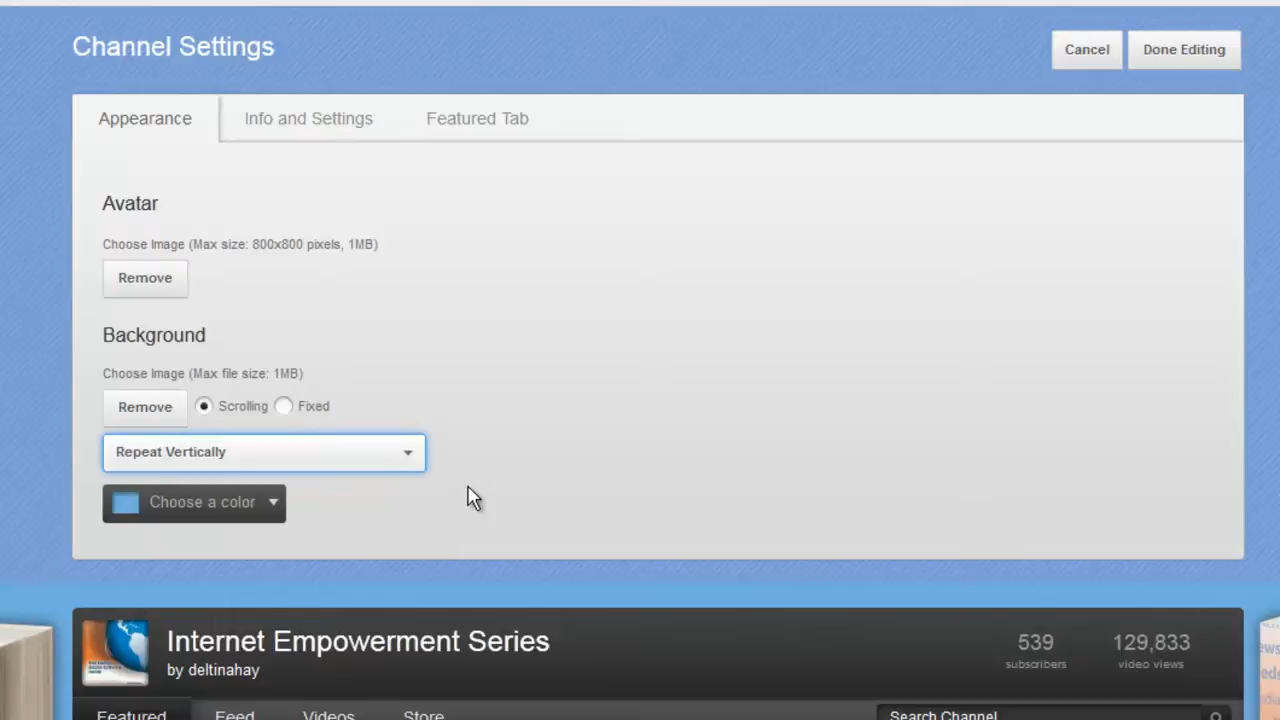 Channel Settings
Cancel
Done Editing
Appearance
Info and Settings
Featured Tab
Avatar
Choose Image (Max size: 800x800 pixels, 1MB)
Remove
Background
Choose Image (Max file size: 1MB)
Remove
Scrolling
Fixed
Repeat Vertically
Choose a color
Internet Empowerment Series
by deltinahay
539
subscribers
129,833
video views
Featured
Feed
Videos
Store
Search Channel